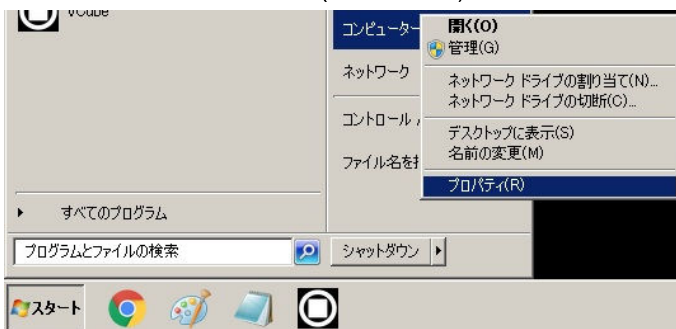 VCube
コンピューター
ネットワーク
コントロール
ファイル名を
開く(O)
管理(G)
ネットワーク ドライブの割り当て(N)...
ネットワーク ドライブの切断(C)...
デスクトップに表示(S)
名前の変更(M)
プロパティ(R)
すべてのプログラム
プログラムとファイルの検索
シャットダウン
スタート